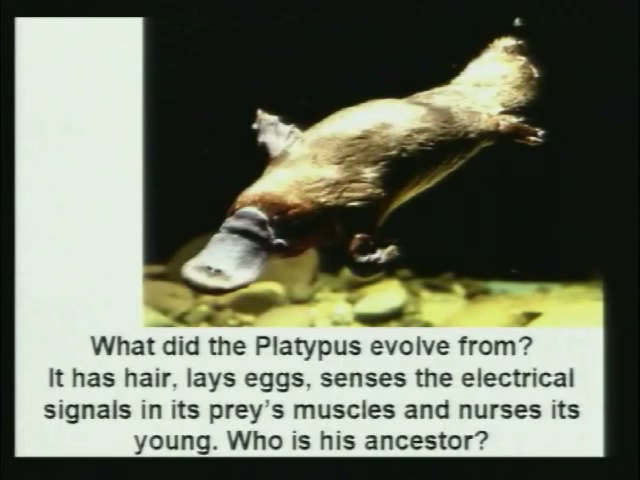 What did the Platypus evolve from?
It has hair, lays eggs, senses the electrical
signals in its prey's muscles and nurses its
young. Who is his ancestor?